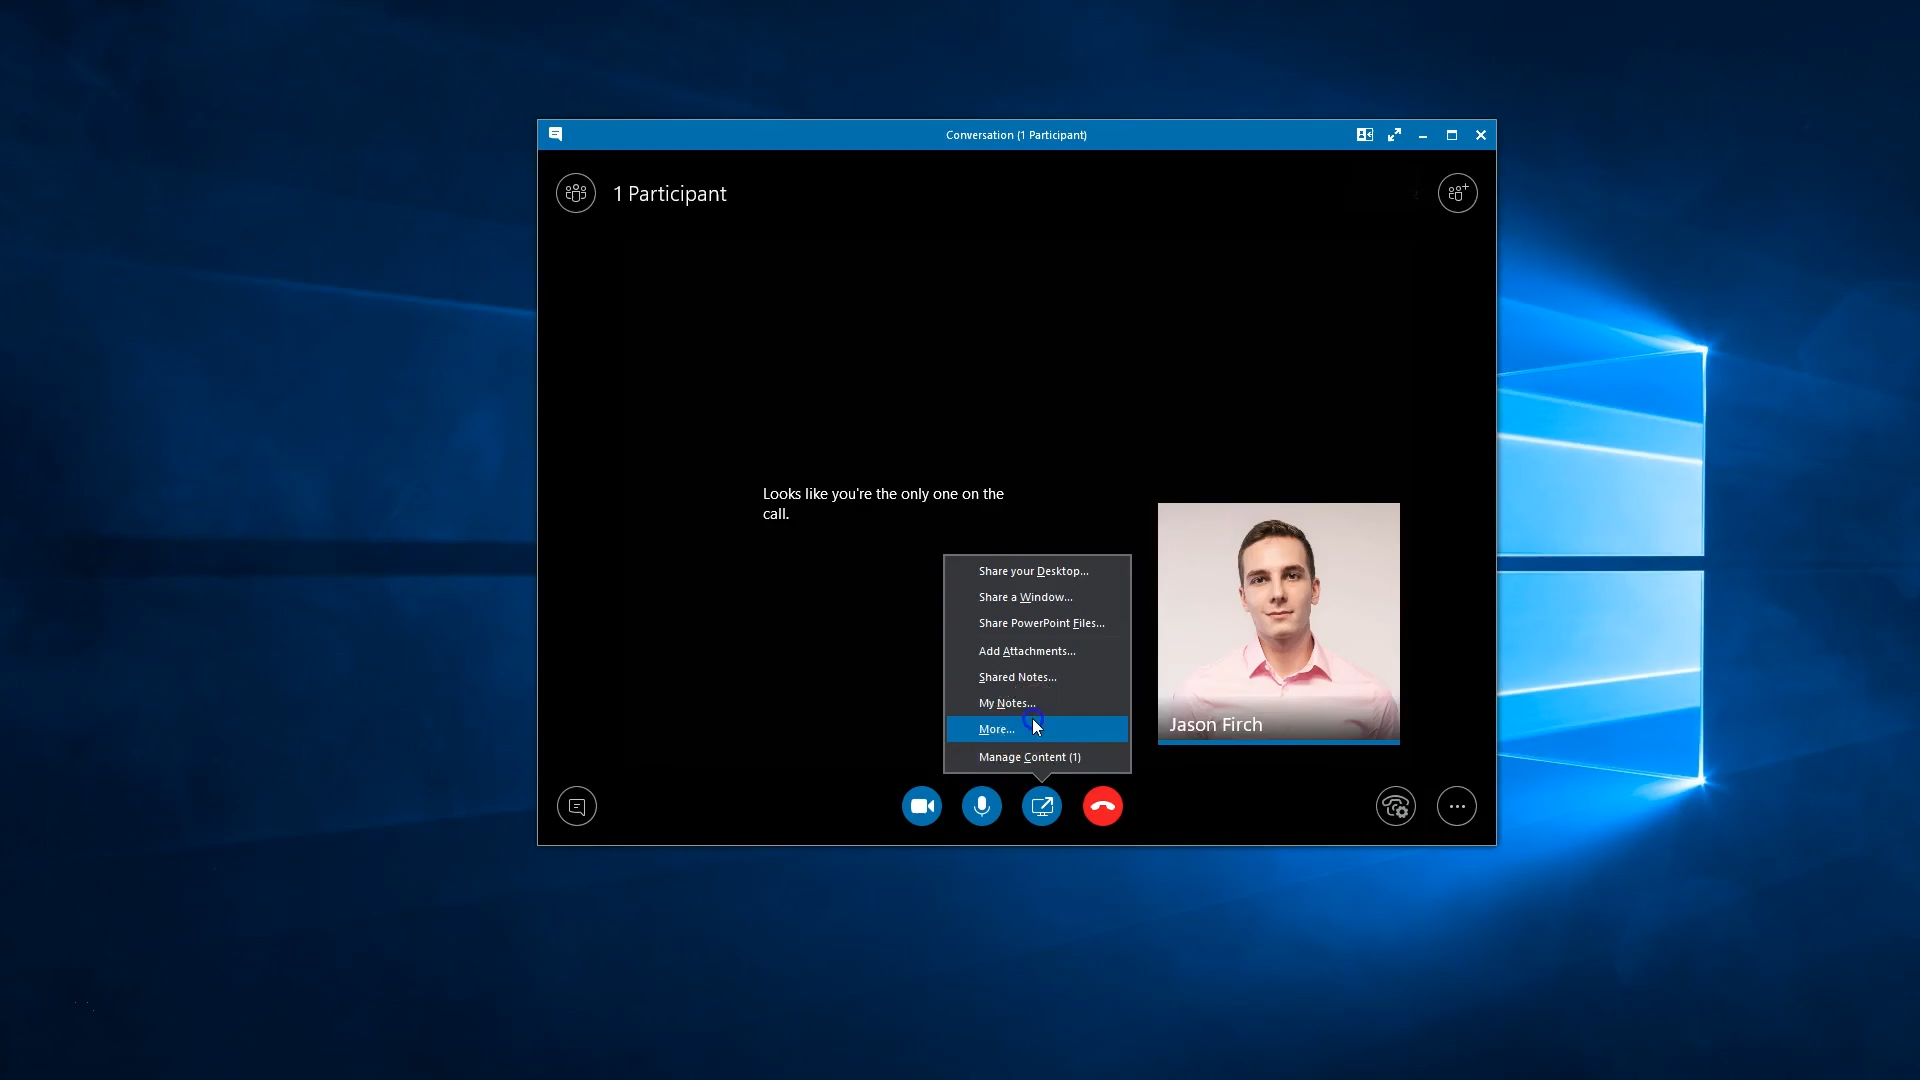 Conversation (1 Participant)
1 Participant
Looks like you're the only one on the
call.
Share your Desktop...
Share a Window...
Share PowerPoint Files...
Add Attachments...
Shared Notes...
My Notes...
More...
Manage Content (1)
Jason Firch